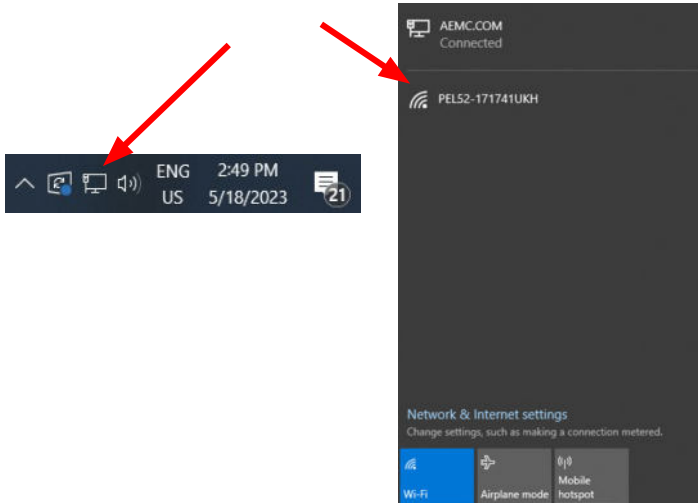 ENG
US
2:49 PM
5/18/2023
21
AEMC.COM
Connected
PEL52-171741UKH
Network & Internet settings
Change settings, such as making a connection metered.
Wi-Fi
Airplane mode
Mobile
hotspot